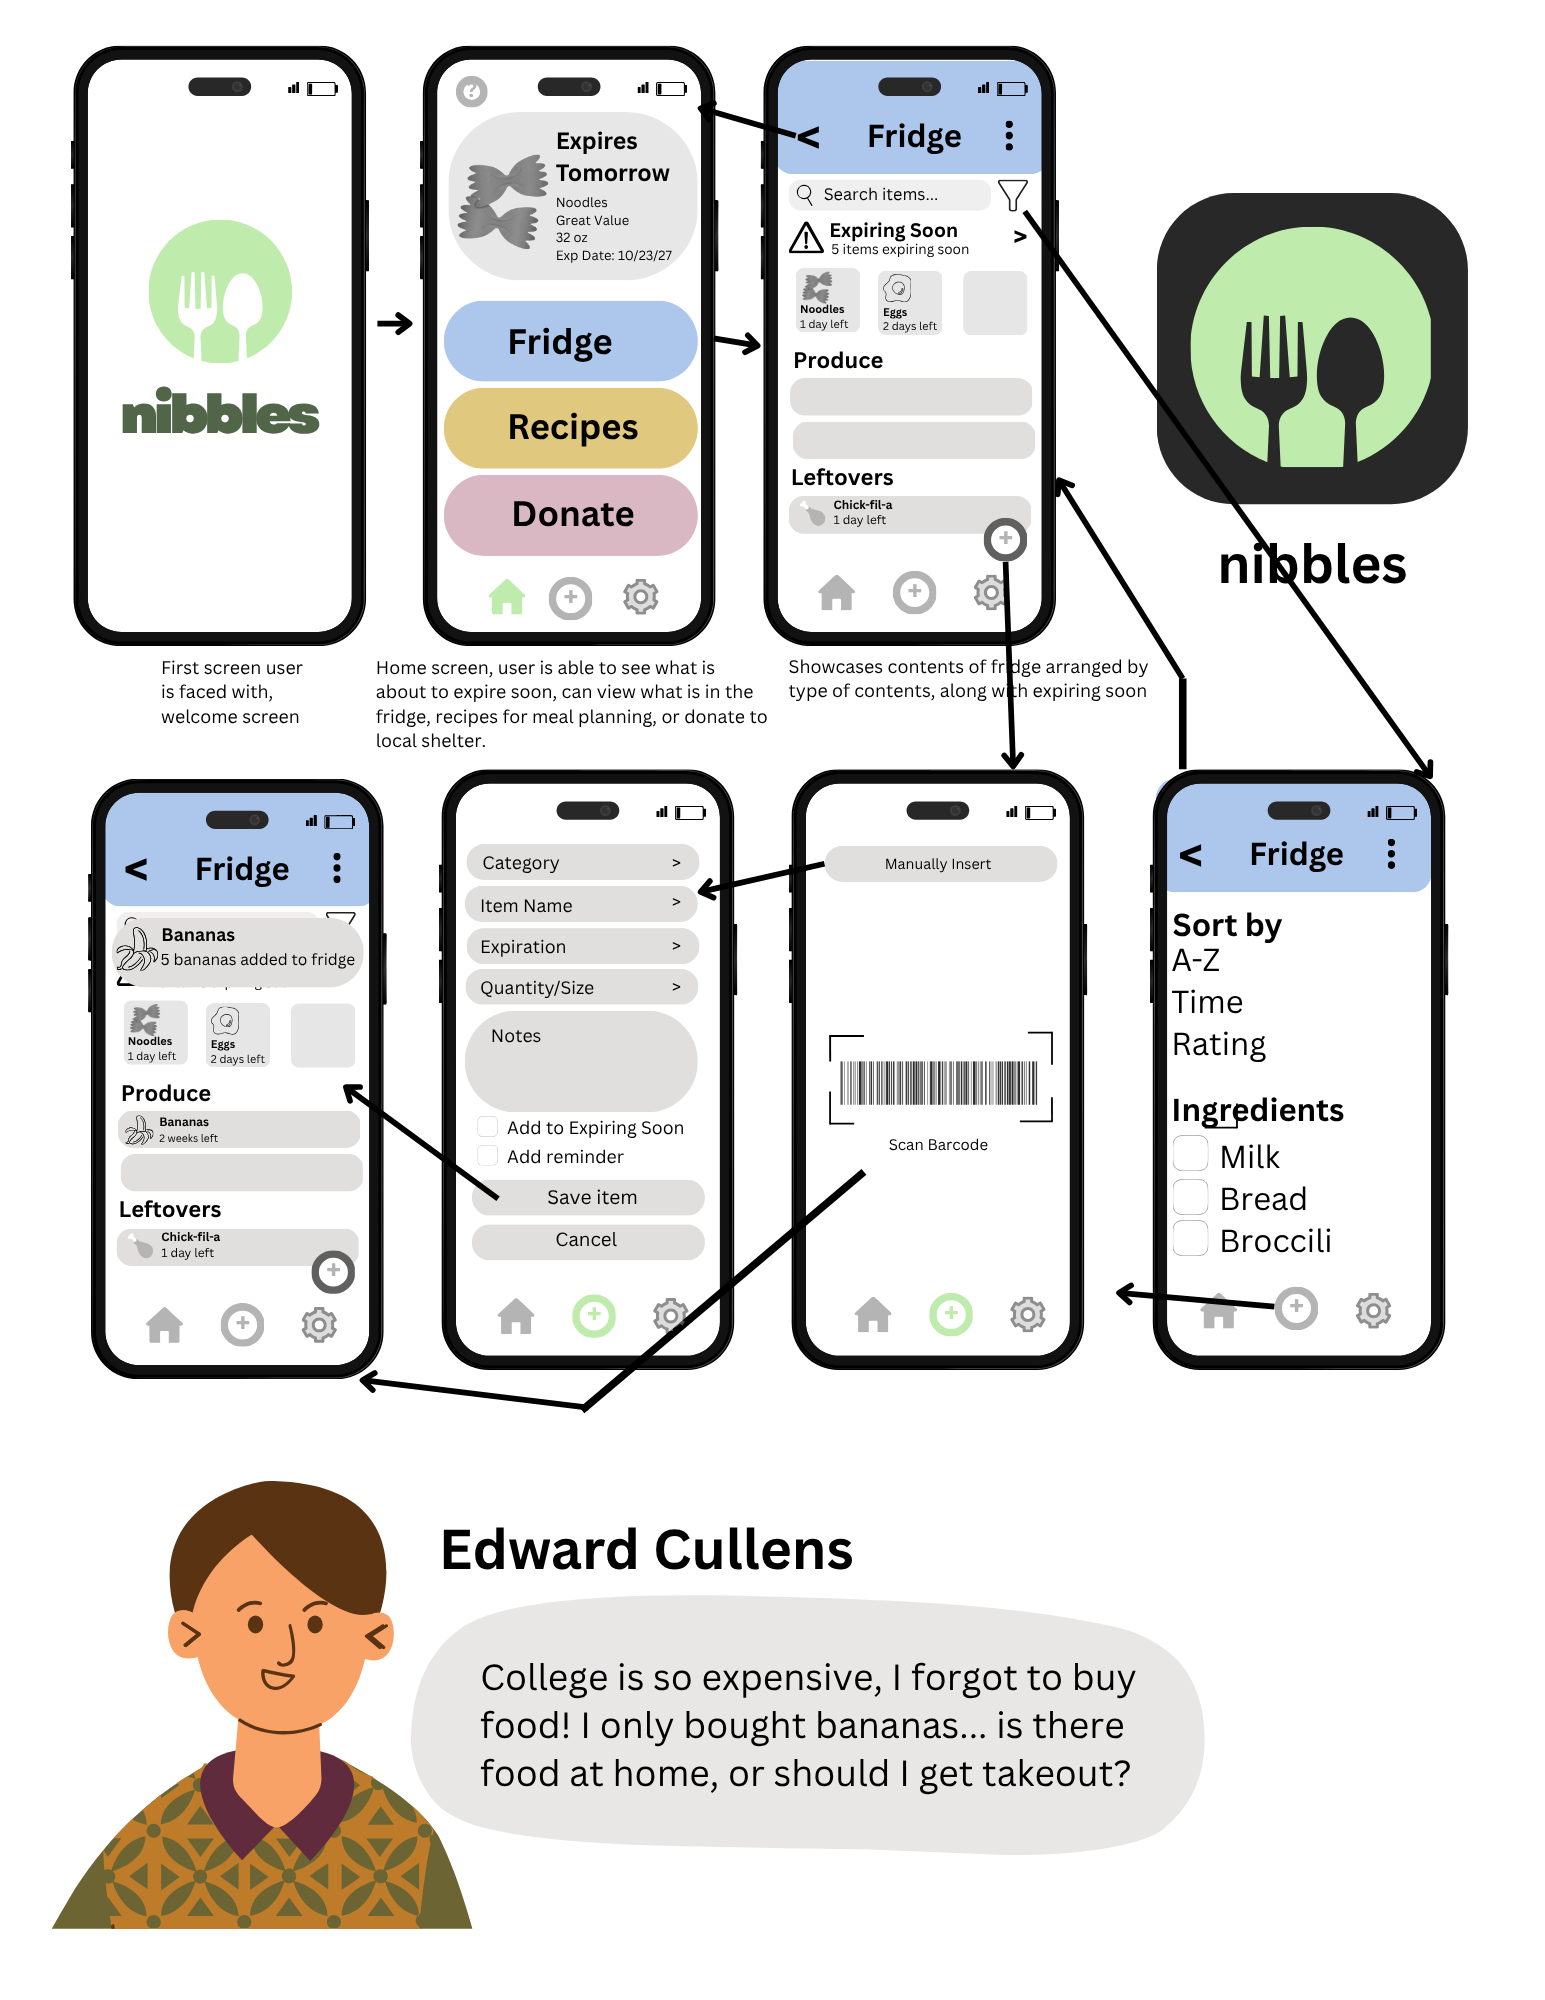 nibbles
?
Expires
Tomorrow
Noodles
Great Value
32 oz
Exp Date: 10/23/27
Fridge
Recipes
Donate
+
< Fridge
Search items...
Expiring Soon
5 items expiring soon
>
Noodles
1 day left
Eggs
2 days left
Produce
Leftovers
Chick-fil-a
1 day left
+
+
nibbles
First screen user
is faced with,
welcome screen
Home screen, user is able to see what is
about to expire soon, can view what is in the
fridge, recipes for meal planning, or donate to
local shelter.
Showcases contents of fridge arranged by
type of contents, along with expiring soon
< Fridge
Bananas
5 bananas added to fridge
Noodles
1 day left
Eggs
2 days left
Produce
Bananas
2 weeks left
Leftovers
Chick-fil-a
1 day left
+
+
Category >
Item Name >
Expiration >
Quantity/Size >
Notes
Add to Expiring Soon
Add reminder
Save item
Cancel
+
Manually Insert
Scan Barcode
+
< Fridge
Sort by
A-Z
Time
Rating
Ingredients
Milk
Bread
Broccili
+
Edward Cullens
College is so expensive, I forgot to buy
food! I only bought bananas... is there
food at home, or should I get takeout?